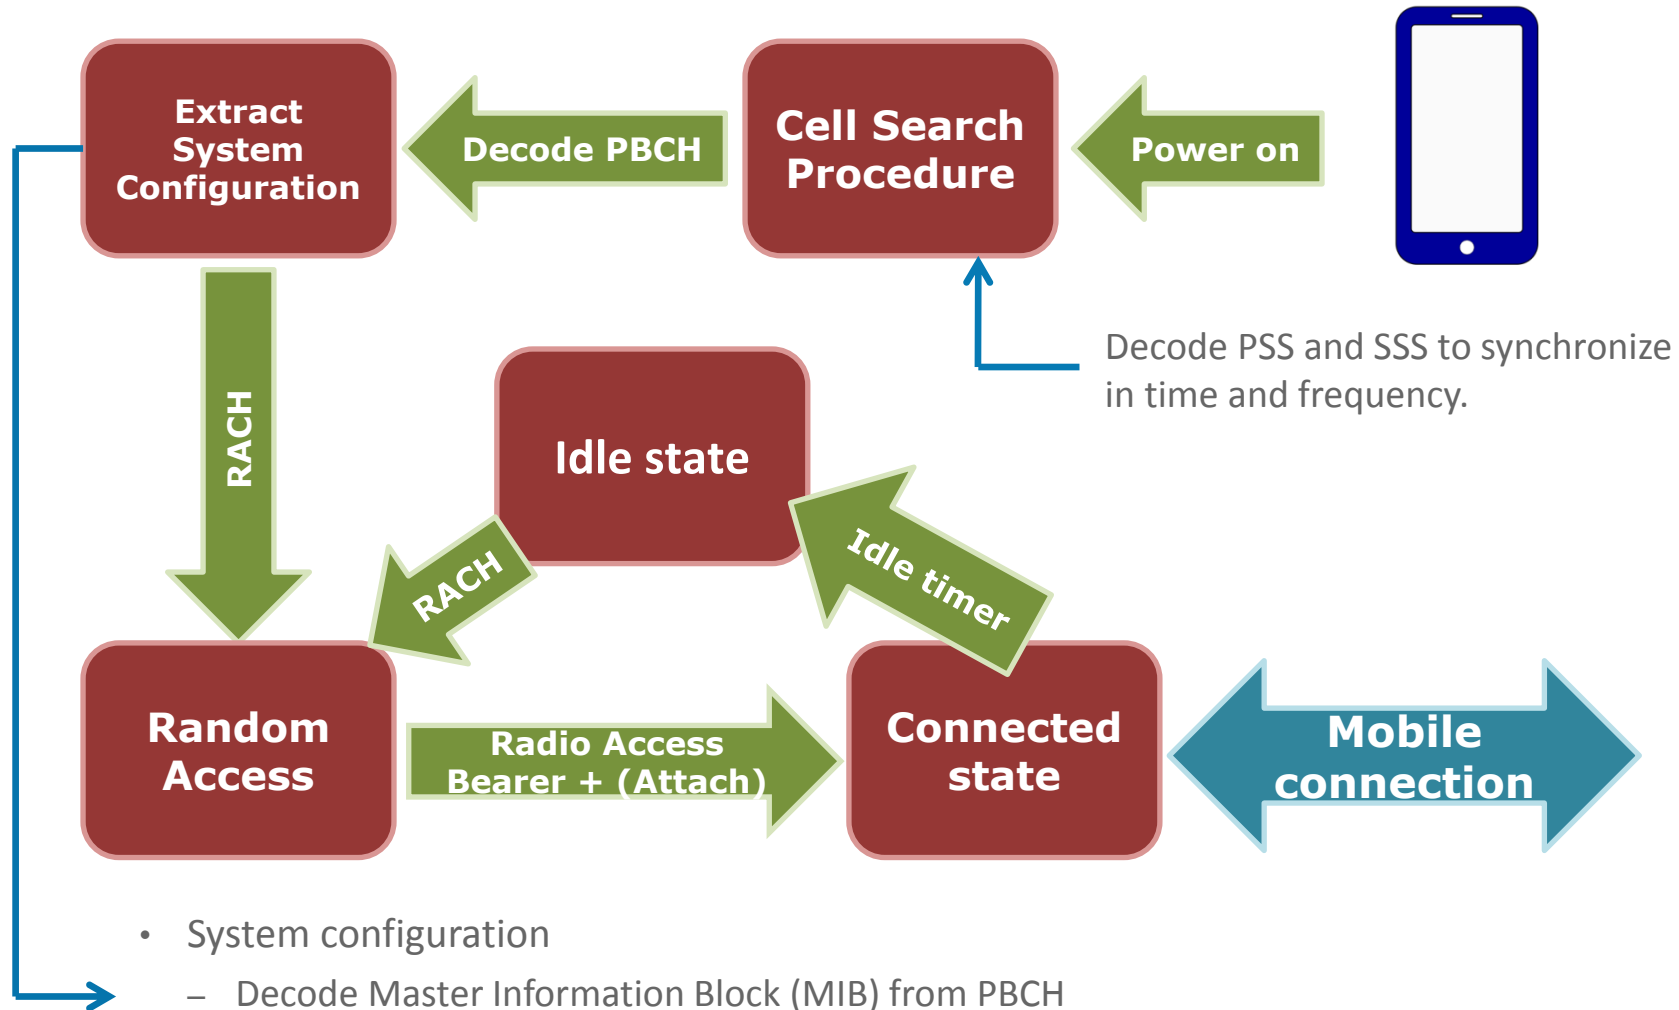 Extract
System
Configuration
Decode PBCH
Cell Search
Procedure
Power on
Decode PSS and SSS to synchronize
in time and frequency.
RACH
Idle state
RACH
Idle timer
Random
Access
Radio Access
Bearer + (Attach)
Connected
state
Mobile
connection
• System configuration
– Decode Master Information Block (MIB) from PBCH